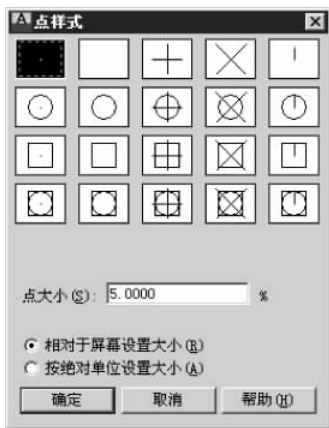 点样式
点大小(S): 5.0000 %
相对于屏幕设置大小(R)
按绝对单位设置大小(A)
确定 取消 帮助(H)